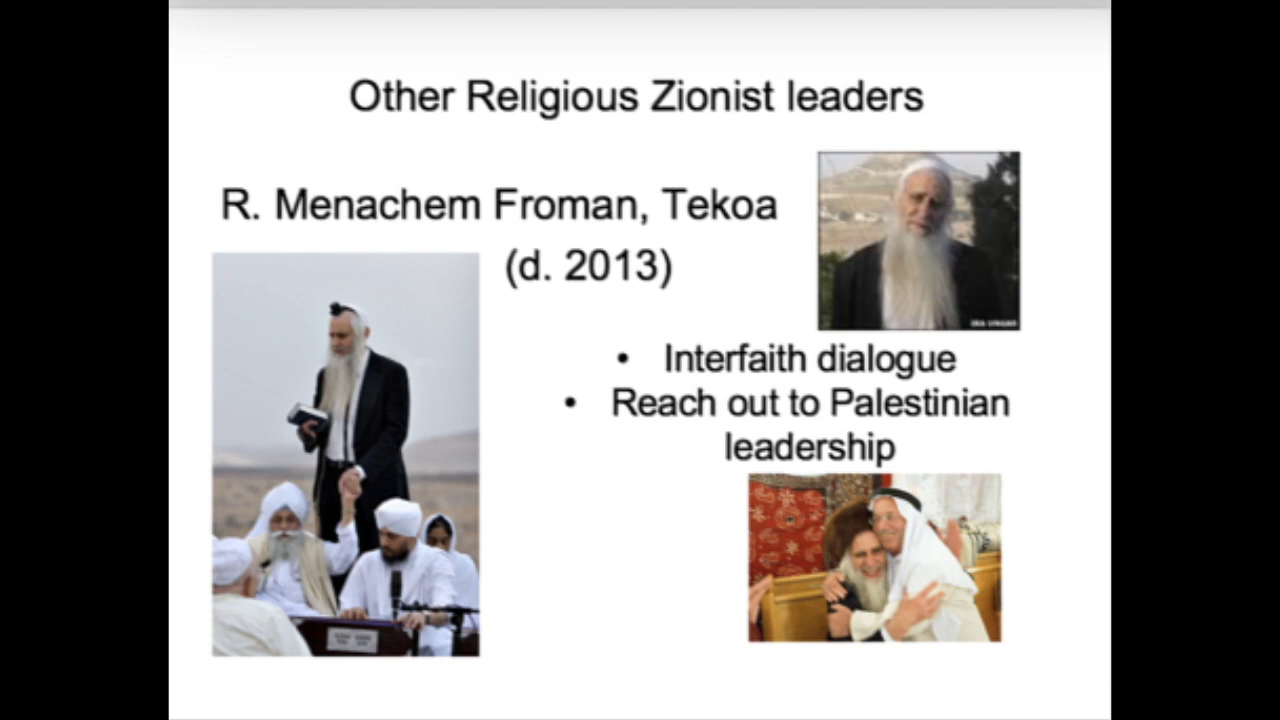 Other Religious Zionist leaders
R. Menachem Froman, Tekoa
(d. 2013)
• Interfaith dialogue
• Reach out to Palestinian
leadership